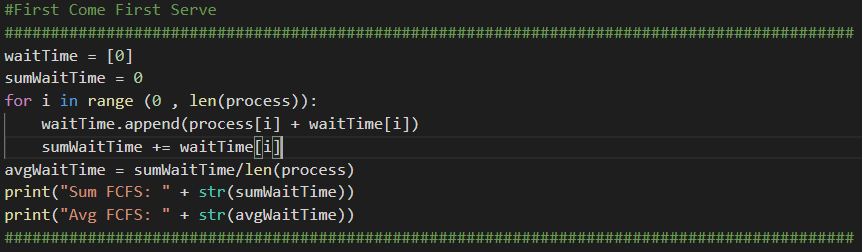 #First Come First Serve
###########################################################################################
waitTime = [0]
sumWaitTime = 0
for i in range (0 , len(process)):
    waitTime.append(process[i] + waitTime[i])
    sumWaitTime += waitTime[i]
avgWaitTime = sumWaitTime/len(process)
print("Sum FCFS: " + str(sumWaitTime))
print("Avg FCFS: " + str(avgWaitTime))
###########################################################################################